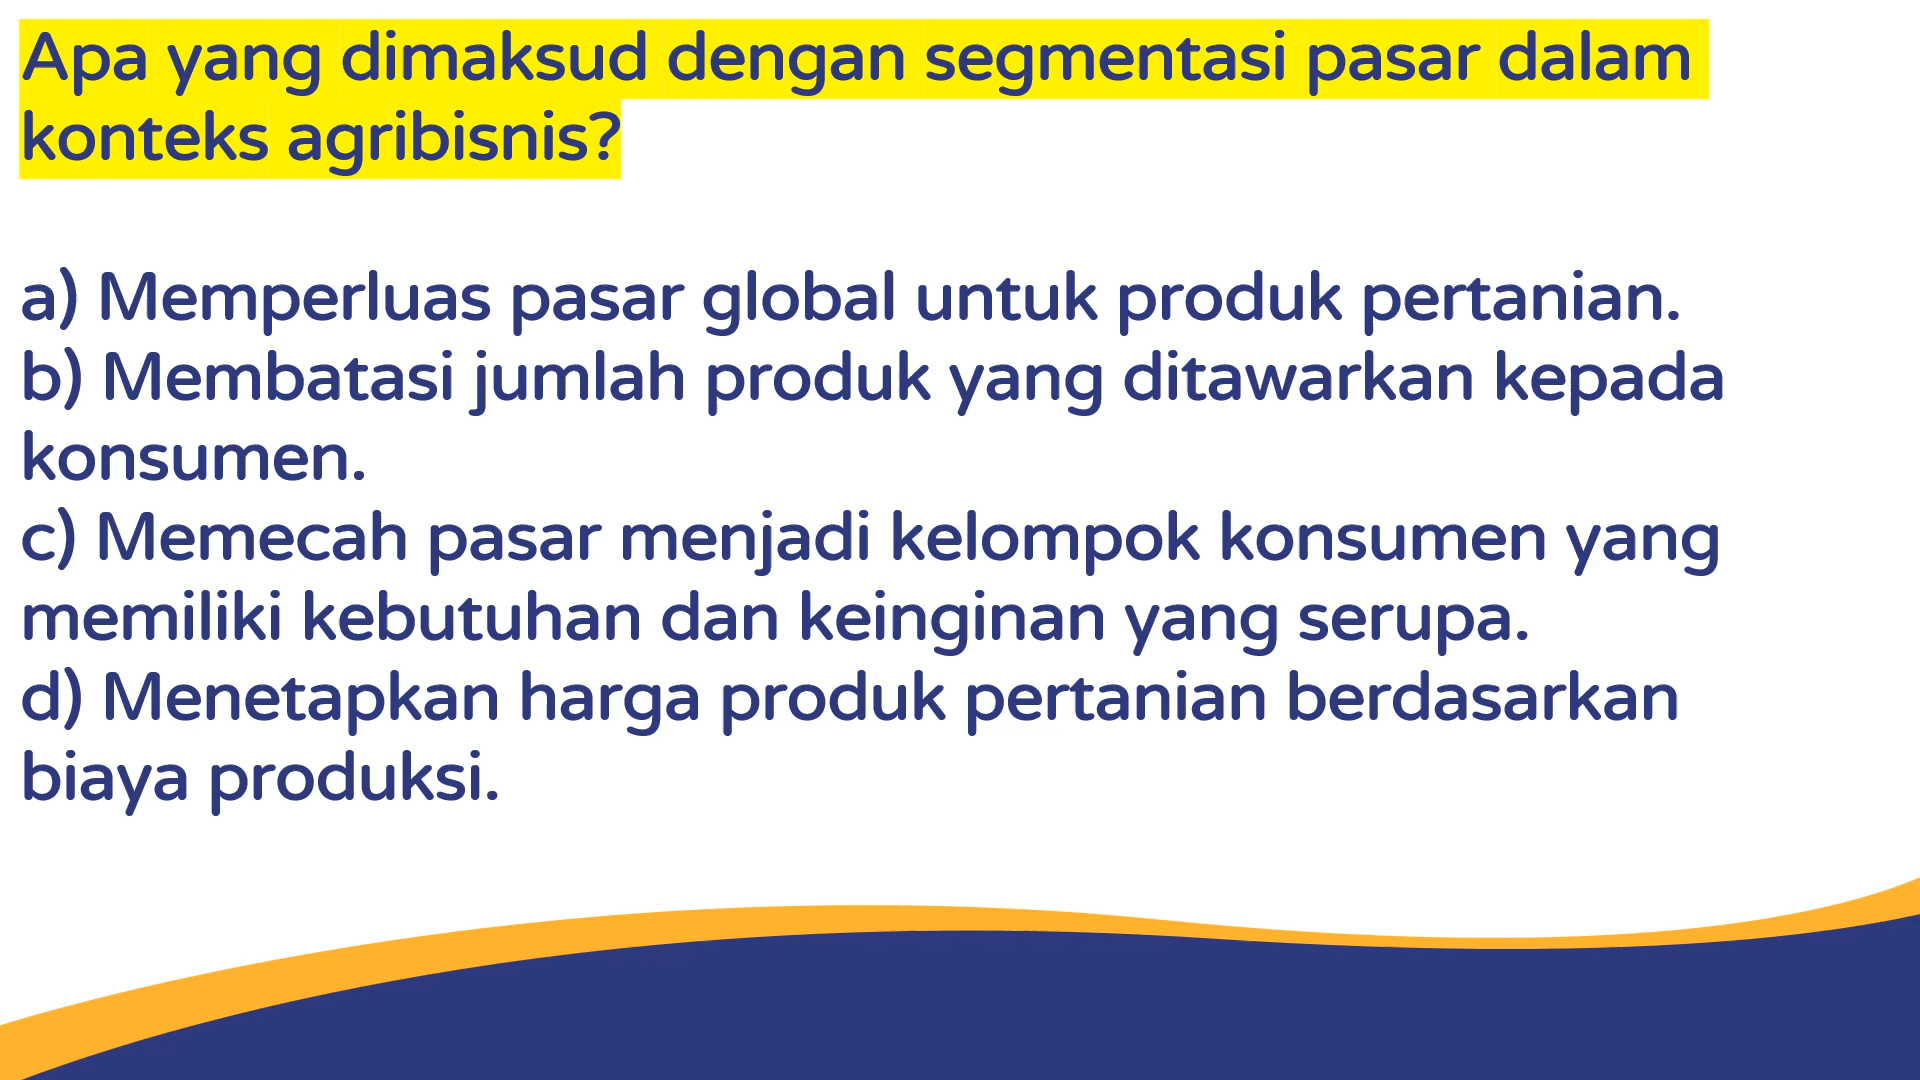 Apa yang dimaksud dengan segmentasi pasar dalam
konteks agribisnis?
a) Memperluas pasar global untuk produk pertanian.
b) Membatasi jumlah produk yang ditawarkan kepada
konsumen.
c) Memecah pasar menjadi kelompok konsumen yang
memiliki kebutuhan dan keinginan yang serupa.
d) Menetapkan harga produk pertanian berdasarkan
biaya produksi.